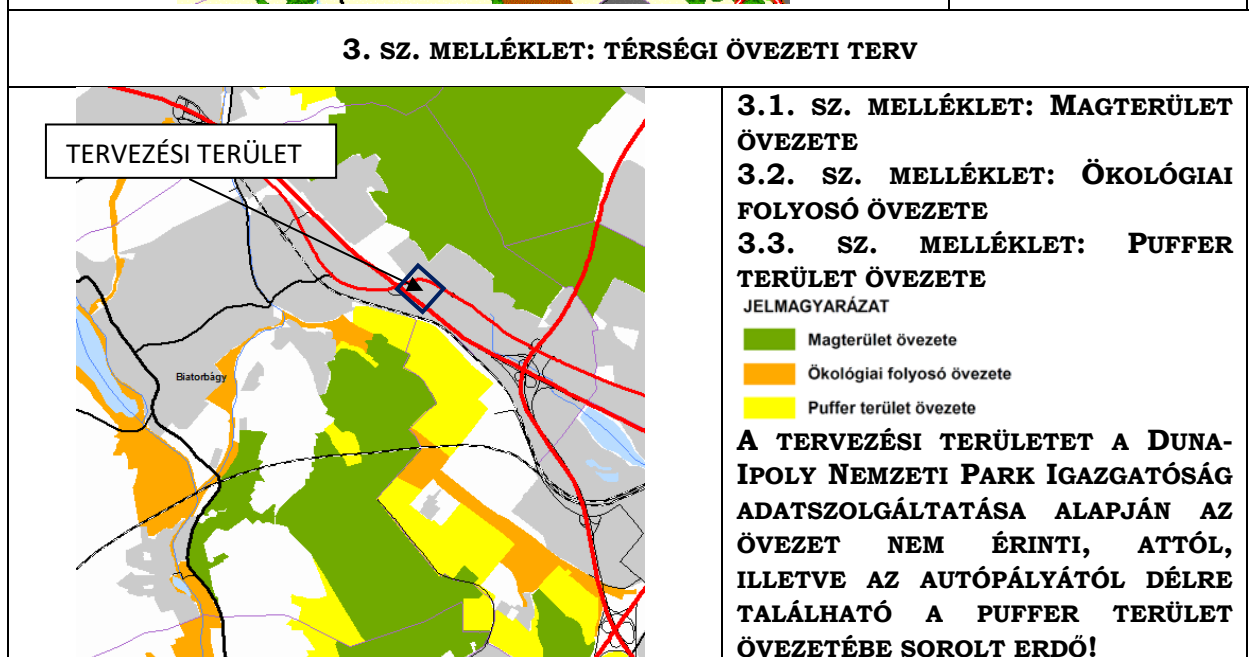 3. SZ. MELLÉKLET: TÉRSÉGI ÖVEZETI TERV
TERVEZÉSI TERÜLET
Biatorbágy
3.1. SZ. MELLÉKLET: MAGTERÜLET
ÖVEZETE
3.2. SZ. MELLÉKLET: ÖKOLÓGIAI
FOLYOSÓ ÖVEZETE
3.3. SZ. MELLÉKLET: PUFFER
TERÜLET ÖVEZETE
JELMAGYARÁZAT
Magterület övezete
Ökológiai folyosó övezete
Puffer terület övezete
A TERVEZÉSI TERÜLETET A DUNA-
IPOLY NEMZETI PARK IGAZGATÓSÁG
ADATSZOLGÁLTATÁSA ALAPJÁN AZ
ÖVEZET NEM ÉRINTI, ATTÓL,
ILLETVE AZ AUTÓPÁLYÁTÓL DÉLRE
TALÁLHATÓ A PUFFER TERÜLET
ÖVEZETÉBE SOROLT ERDŐ!